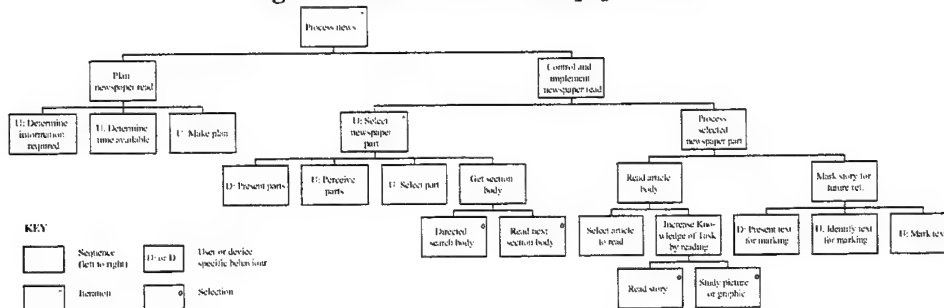 Process news
Plan
newspaper read
Control and
implement
newspaper read
U: Determine
information
required
U: Determine
time available
U: Make plan
U: Select
newspaper
part
Process
selected
newspaper part
D: Present parts
U: Perceive
parts
U: Select part
Get section
body
Read article
body
Mark story for
future ref.
Directed
search body
Read next
section body
Select article
to read
Increase Kno-
wledge of Task
by reading
D: Present text
for marking
U: Identify text
for marking
U: Mark text
Read story
Study picture
or graphic
KEY
Sequence
(left to right)
User or device
specific behaviour
Iteration
Selection